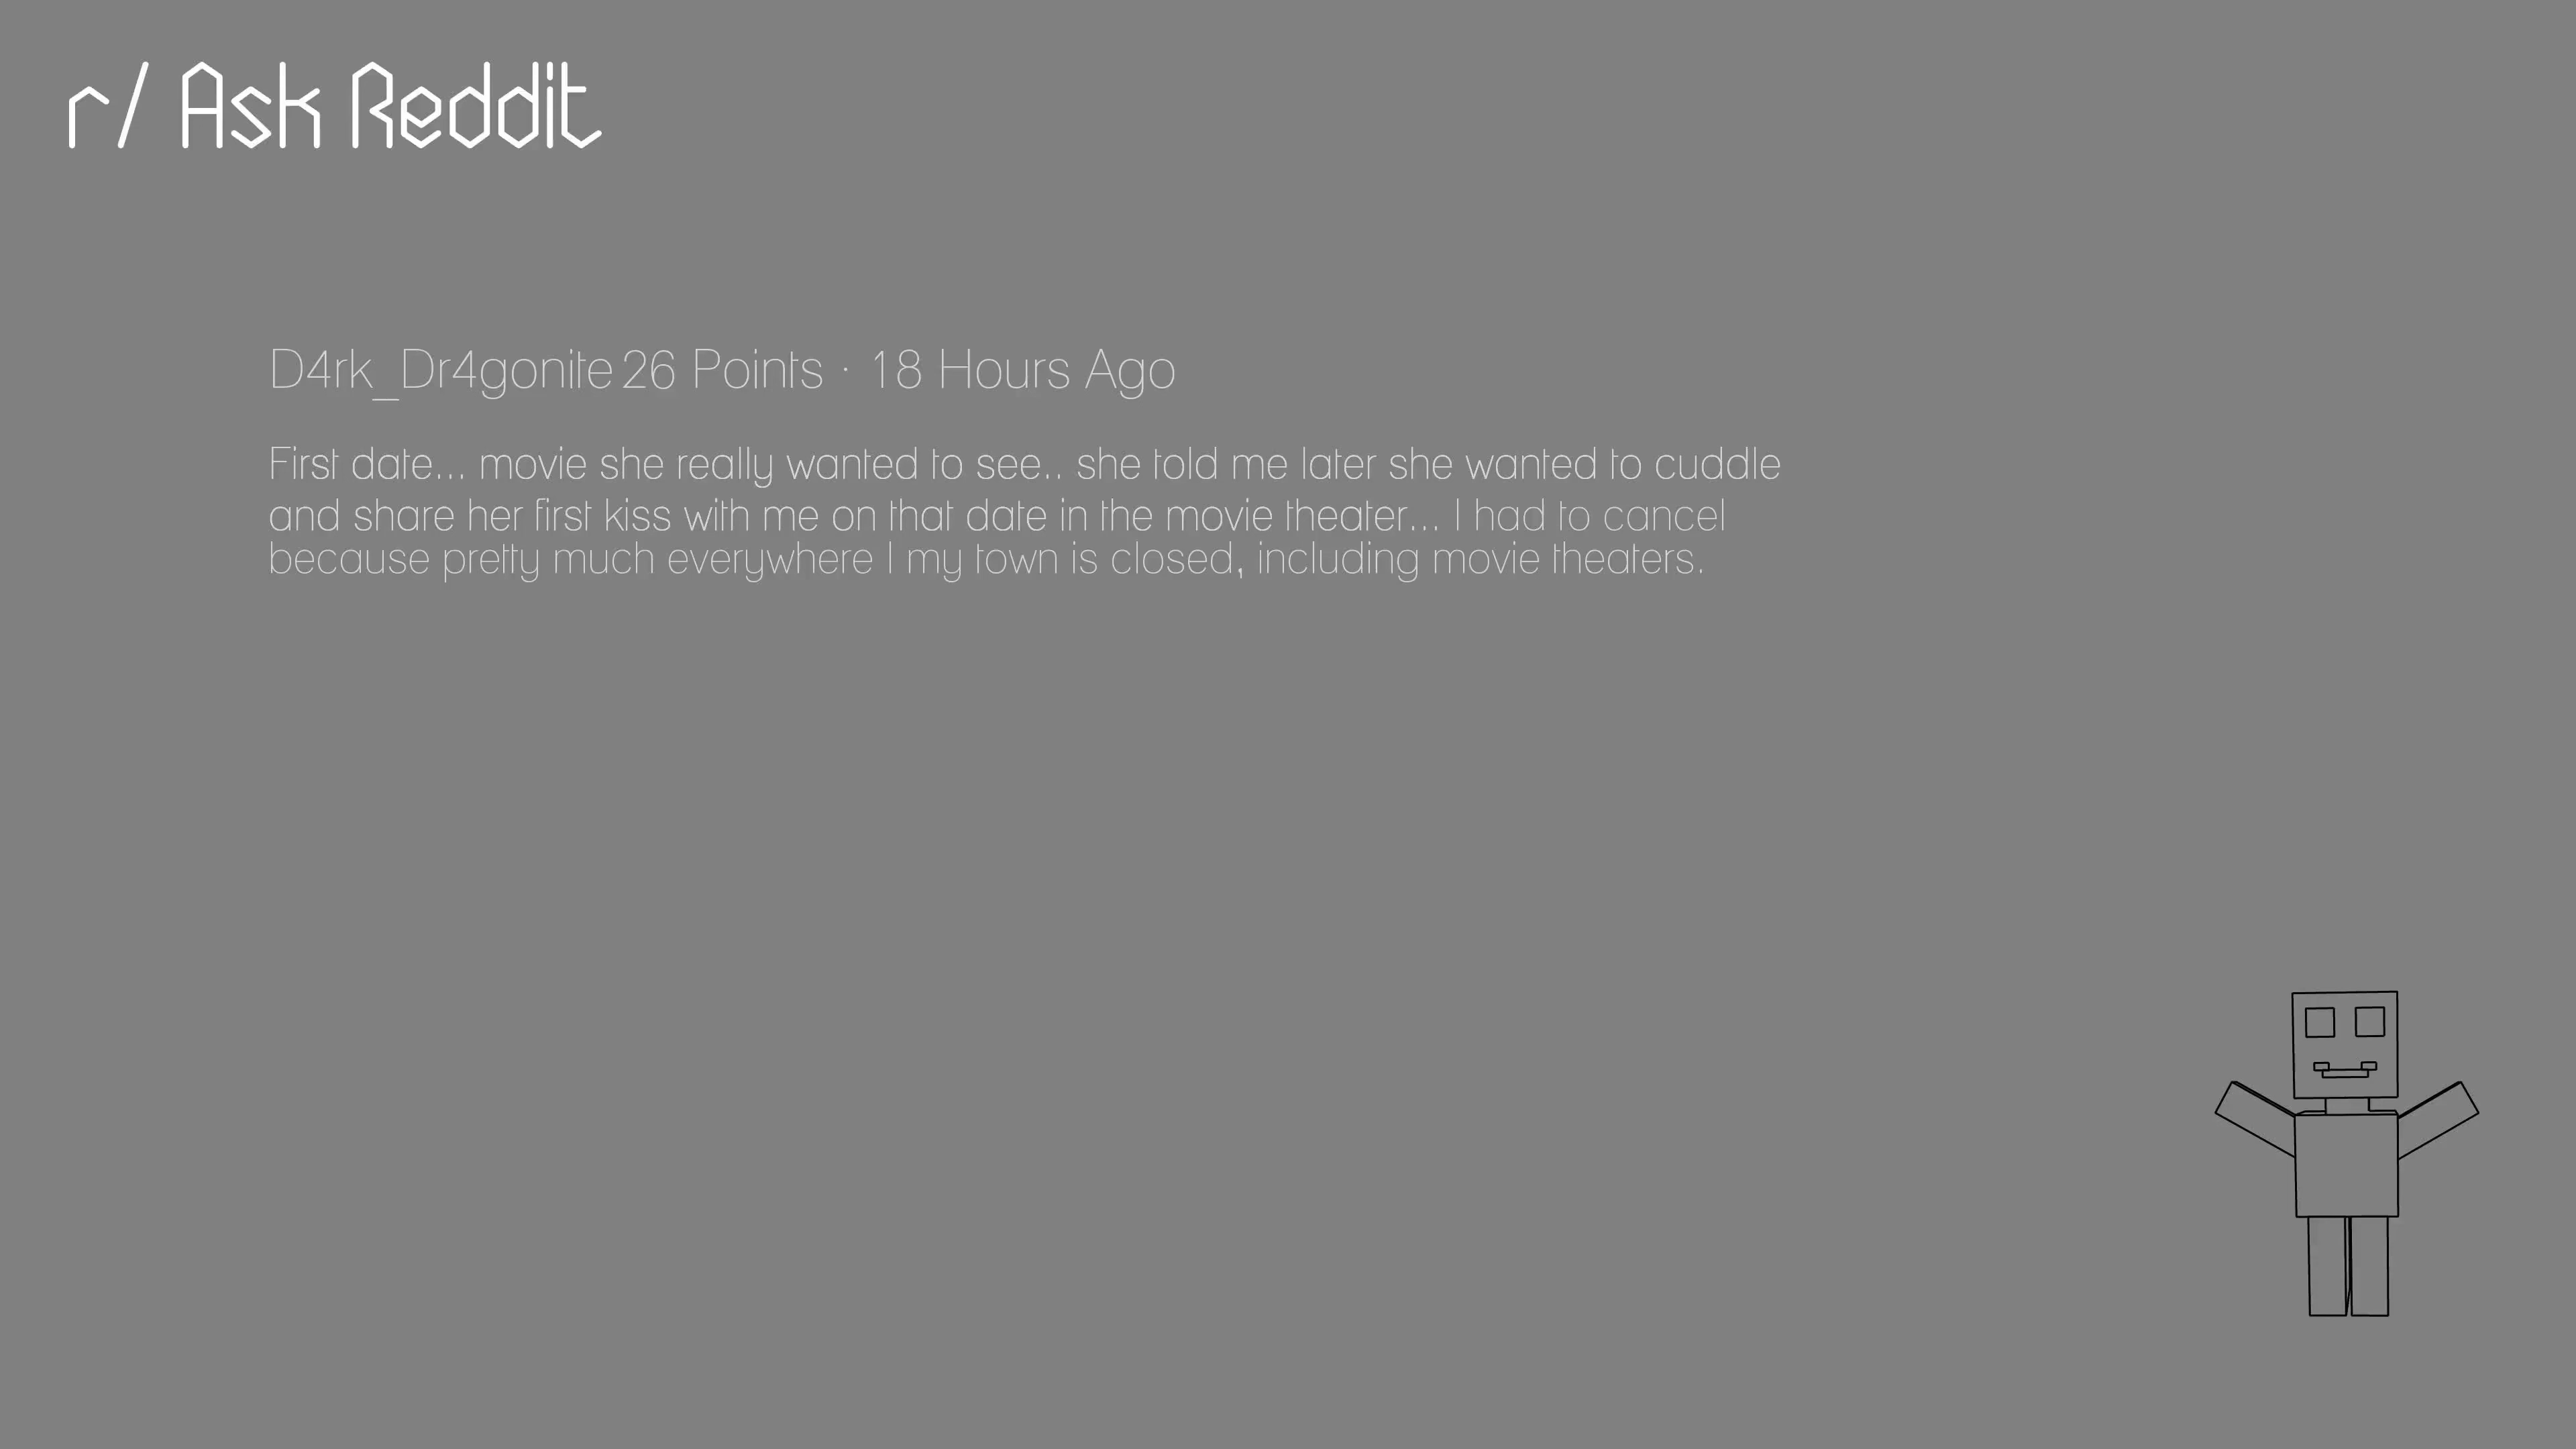 r/ Ask Reddit
D4rk_Dr4gonite26 Points · 18 Hours Ago
First date... movie she really wanted to see.. she told me later she wanted to cuddle
and share her first kiss with me on that date in the movie theater... I had to cancel
because pretty much everywhere I my town is closed, including movie theaters.